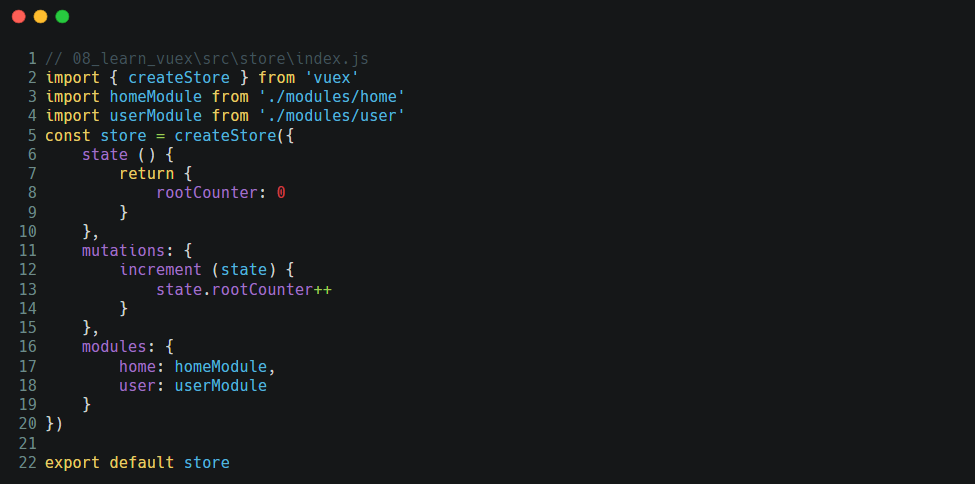 1 // 08_learn_vuex\src\store\index.js
2 import { createStore } from 'vuex'
3 import homeModule from './modules/home'
4 import userModule from './modules/user'
5 const store = createStore({
6     state () {
7         return {
8             rootCounter: 0
9         }
10     },
11     mutations: {
12         increment (state) {
13             state.rootCounter++
14         }
15     },
16     modules: {
17         home: homeModule,
18         user: userModule
19     }
20 })
21
22 export default store